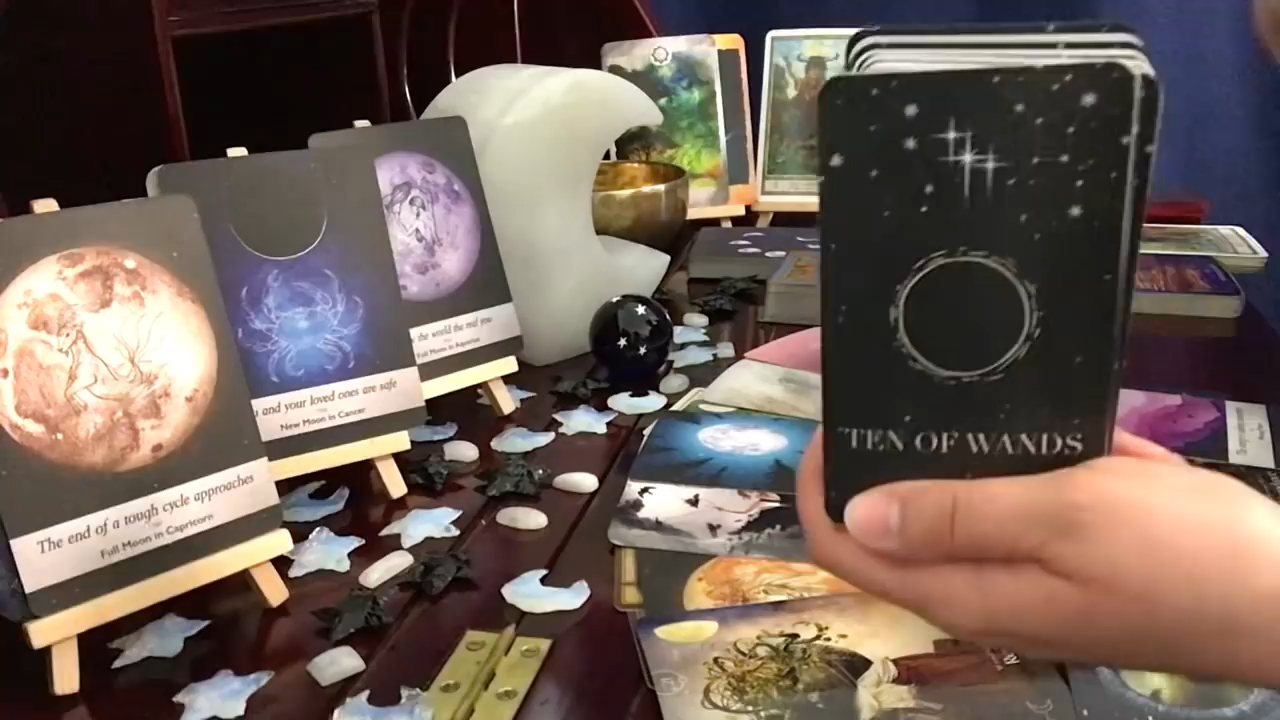 The end of a tough cycle approaches
Full Moon in Capricorn
and your loved ones are safe
New Moon in Cancer
the world the real you
Full Moon in Aquarius
TEN OF WANDS